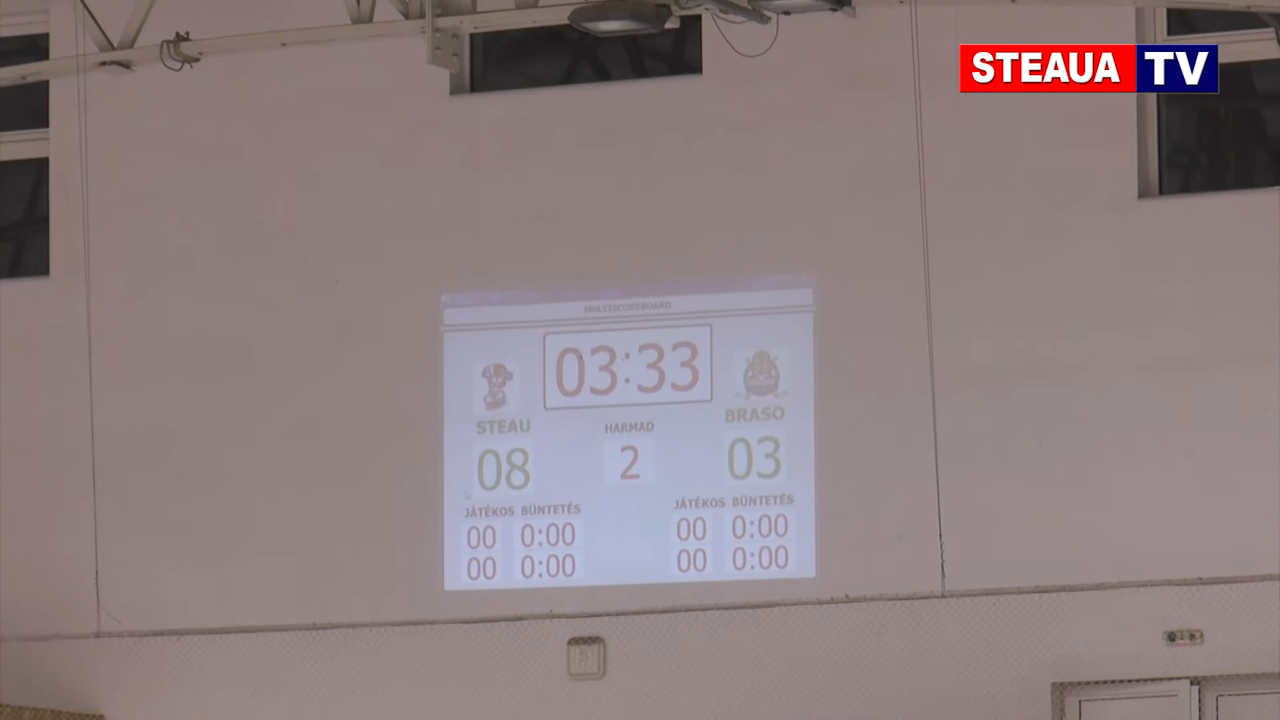 STEAUA TV
MULTISCOREBOARD
03:33
STEAU HARMAD BRASO
08 2 03
JÁTÉKOS BÜNTETÉS JÁTÉKOS BÜNTETÉS
00 0:00 00 0:00
00 0:00 00 0:00